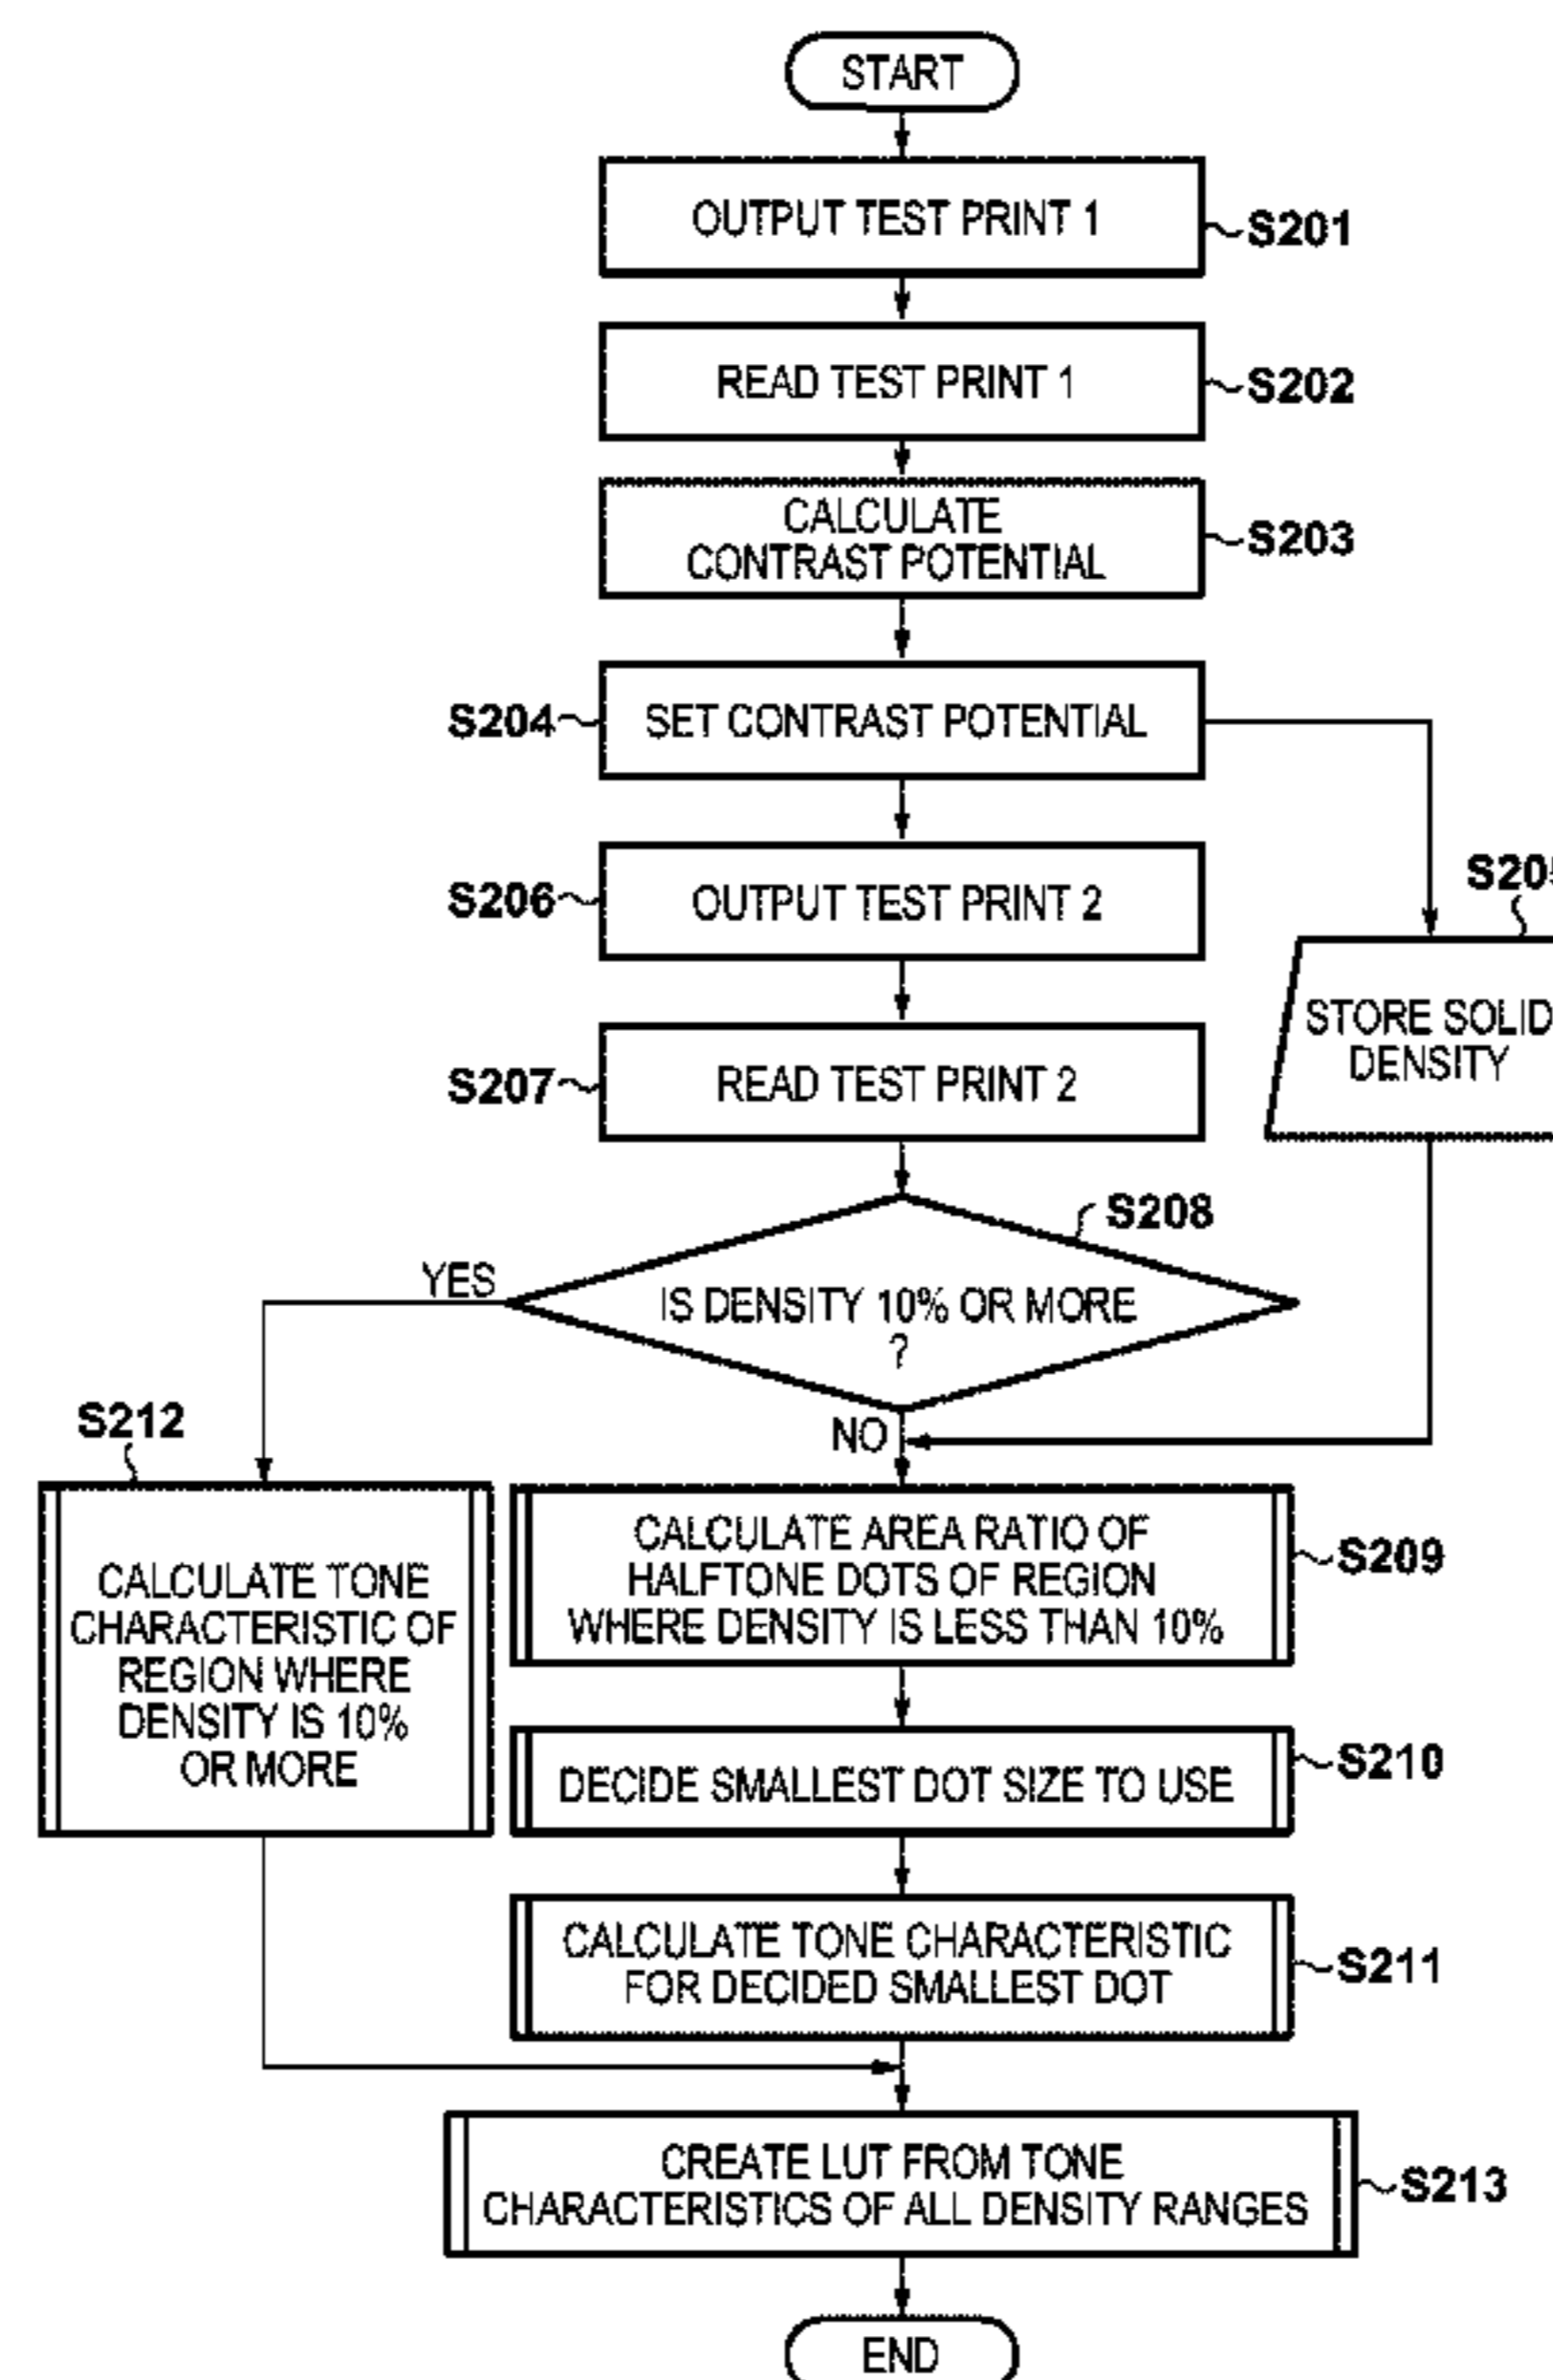 START
OUTPUT TEST PRINT 1
S201
READ TEST PRINT 1
S202
CALCULATE
CONTRAST POTENTIAL
S203
S204
SET CONTRAST POTENTIAL
S206
OUTPUT TEST PRINT 2
S205
STORE SOLID
DENSITY
S207
READ TEST PRINT 2
S208
YES
IS DENSITY 10% OR MORE
?
NO
S212
CALCULATE TONE
CHARACTERISTIC OF
REGION WHERE
DENSITY IS 10%
OR MORE
CALCULATE AREA RATIO OF
HALFTONE DOTS OF REGION
WHERE DENSITY IS LESS THAN 10%
S209
DECIDE SMALLEST DOT SIZE TO USE
S210
CALCULATE TONE CHARACTERISTIC
FOR DECIDED SMALLEST DOT
S211
CREATE LUT FROM TONE
CHARACTERISTICS OF ALL DENSITY RANGES
S213
END